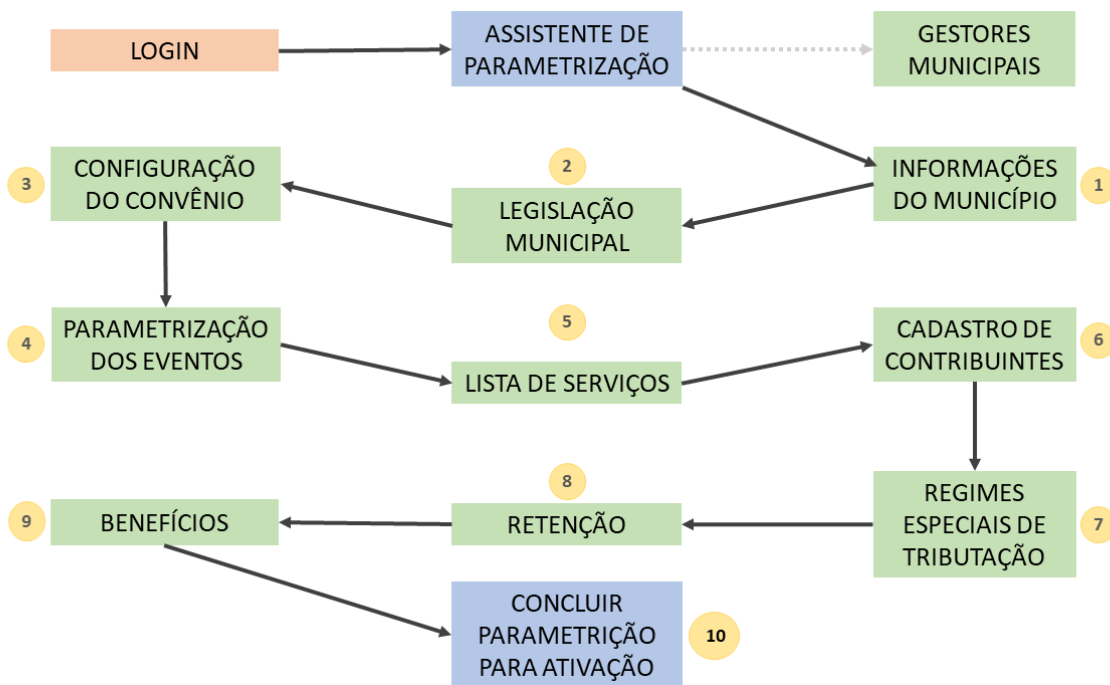 LOGIN
ASSISTENTE DE
PARAMETRIZAÇÃO
GESTORES
MUNICIPAIS
3
CONFIGURAÇÃO
DO CONVÊNIO
2
LEGISLAÇÃO
MUNICIPAL
INFORMAÇÕES
DO MUNICÍPIO
1
4
PARAMETRIZAÇÃO
DOS EVENTOS
5
LISTA DE SERVIÇOS
CADASTRO DE
CONTRIBUINTES
6
9
BENEFÍCIOS
8
RETENÇÃO
REGIMES
ESPECIAIS DE
TRIBUTAÇÃO
7
CONCLUIR
PARAMETRIÇÃO
PARA ATIVAÇÃO
10